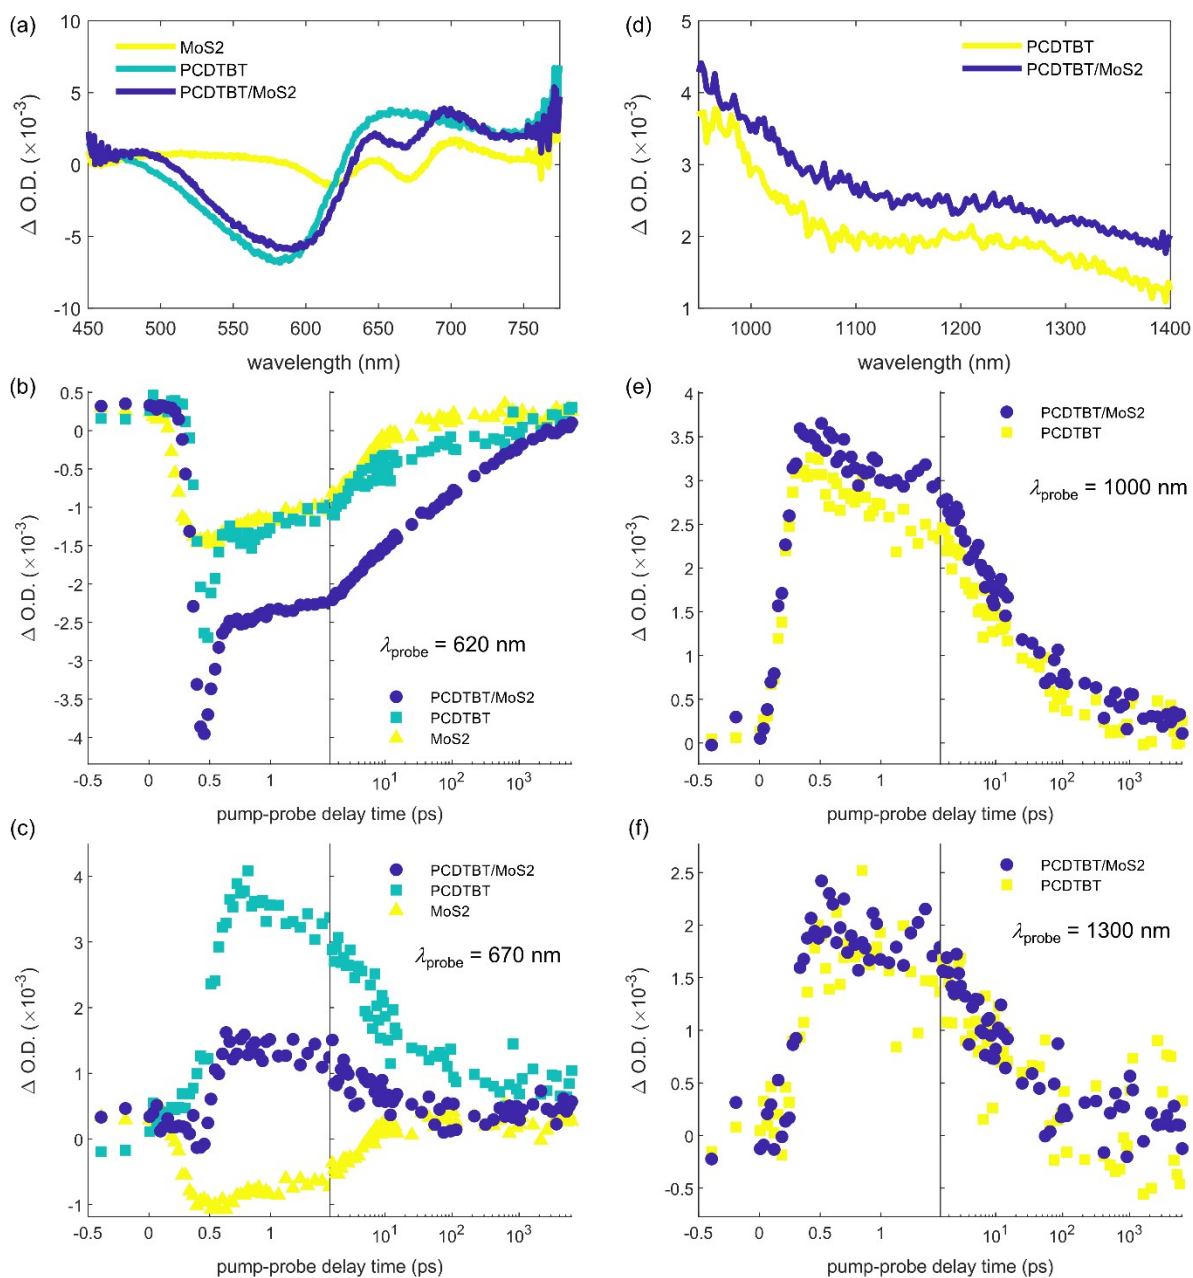 (a)
10
5
0
-5
-10
Δ O.D. (×10-3)
MoS2
PCDTBT
PCDTBT/MoS2
450 500 550 600 650 700 750
wavelength (nm)
(d)
5
4
3
2
1
Δ O.D. (×10-3)
PCDTBT
PCDTBT/MoS2
1000 1100 1200 1300 1400
wavelength (nm)
(b)
0.5
0
-0.5
-1
-1.5
-2
-2.5
-3
-3.5
-4
Δ O.D. (×10-3)
λprobe = 620 nm
PCDTBT/MoS2
PCDTBT
MoS2
-0.5 0 0.5 1 101 102 103
pump-probe delay time (ps)
(e)
4
3.5
3
2.5
2
1.5
1
0.5
0
Δ O.D. (×10-3)
PCDTBT/MoS2
PCDTBT
λprobe = 1000 nm
-0.5 0 0.5 1 101 102 103
pump-probe delay time (ps)
(c)
4
3
2
1
0
-1
Δ O.D. (×10-3)
PCDTBT/MoS2
PCDTBT
MoS2
λprobe = 670 nm
-0.5 0 0.5 1 101 102 103
pump-probe delay time (ps)
(f)
2.5
2
1.5
1
0.5
0
-0.5
Δ O.D. (×10-3)
PCDTBT/MoS2
PCDTBT
λprobe = 1300 nm
-0.5 0 0.5 1 101 102 103
pump-probe delay time (ps)